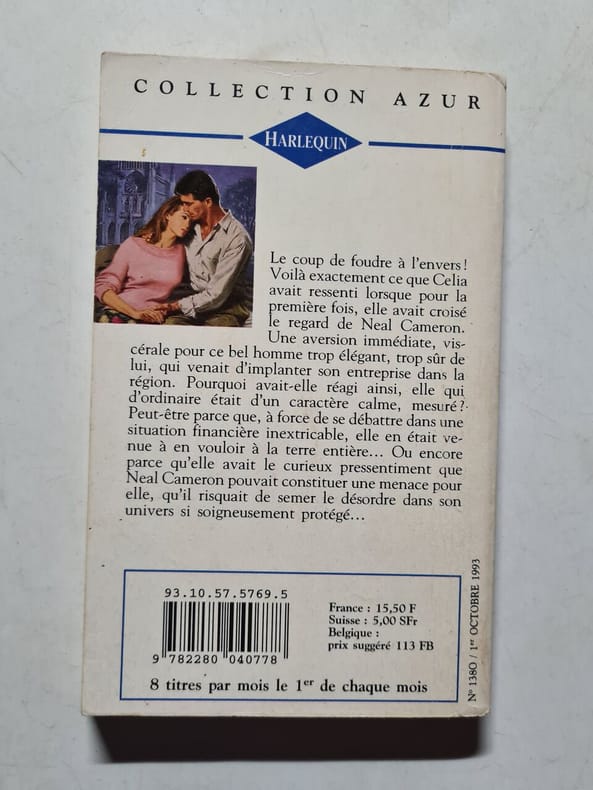 COLLECTION AZUR
HARLEQUIN
Le coup de foudre à l'envers!
Voilà exactement ce que Celia
avait ressenti lorsque pour la
première fois, elle avait croisé
le regard de Neal Cameron.
Une aversion immédiate, vis-
cérale pour ce bel homme trop élégant, trop sûr de
lui, qui venait d'implanter son entreprise dans la
région. Pourquoi avait-elle réagi ainsi, elle qui
d'ordinaire était d'un caractère calme, mesuré?
Peut-être parce que, à force de se débattre dans une
situation financière inextricable, elle en était ve-
nue à en vouloir à la terre entière... Ou encore
parce qu'elle avait le curieux pressentiment que
Neal Cameron pouvait constituer une menace pour
elle, qu'il risquait de semer le désordre dans son
univers si soigneusement protégé...
93.10.57.5769.5
9 782280 040778
France : 15,50 F
Suisse : 5,00 SFr
Belgique :
prix suggéré 113 FB
8 titres par mois le 1er de chaque mois
N° 1380 / 1er OCTOBRE 1993